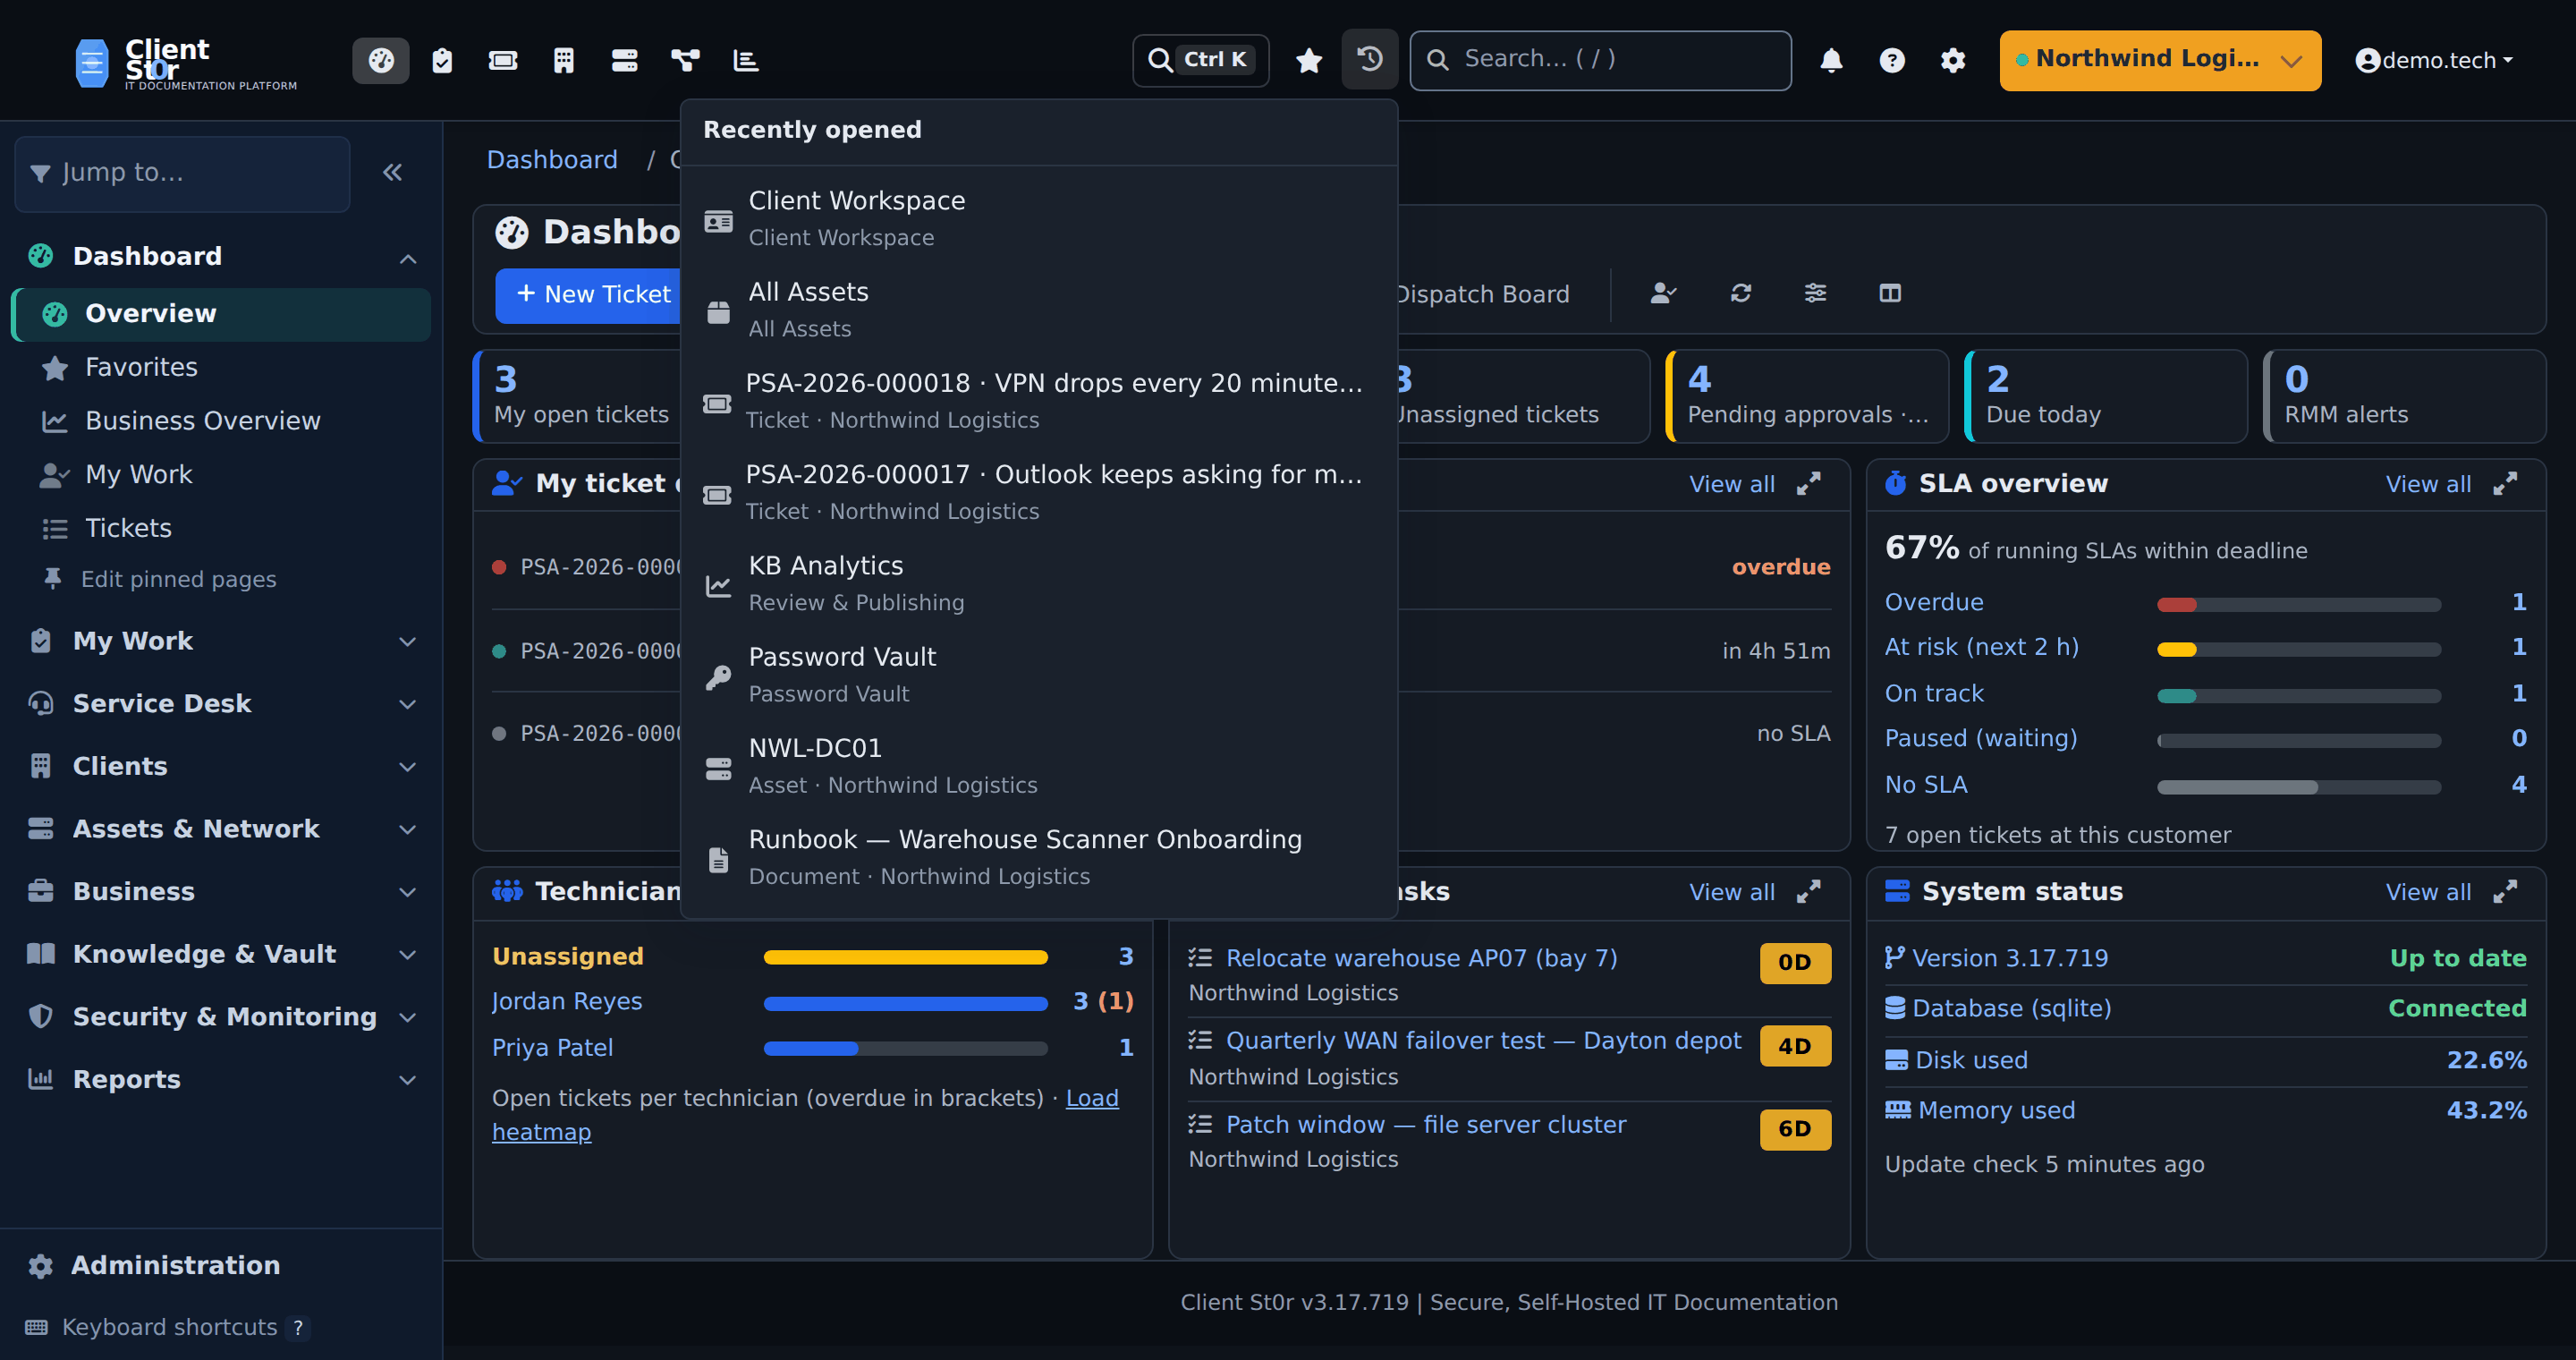 Client
St0r
IT DOCUMENTATION PLATFORM
Ctrl K
Search… ( / )
Northwind Logi…
demo.tech
Jump to…
Dashboard
Overview
Favorites
Business Overview
My Work
Tickets
Edit pinned pages
My Work
Service Desk
Clients
Assets & Network
Business
Knowledge & Vault
Security & Monitoring
Reports
Administration
Keyboard shortcuts ?
Dashboard /
Recently opened
Client Workspace
Client Workspace
All Assets
All Assets
PSA-2026-000018 · VPN drops every 20 minute…
Ticket · Northwind Logistics
PSA-2026-000017 · Outlook keeps asking for m…
Ticket · Northwind Logistics
KB Analytics
Review & Publishing
Password Vault
Password Vault
NWL-DC01
Asset · Northwind Logistics
Runbook — Warehouse Scanner Onboarding
Document · Northwind Logistics
Dashbo
New Ticket
Dispatch Board
3
My open tickets
3
Unassigned tickets
4
Pending approvals ·…
2
Due today
0
RMM alerts
My ticket
View all
PSA-2026-0000
overdue
PSA-2026-0000
in 4h 51m
PSA-2026-0000
no SLA
SLA overview
View all
67% of running SLAs within deadline
Overdue 1
At risk (next 2 h) 1
On track 1
Paused (waiting) 0
No SLA 4
7 open tickets at this customer
Technician
Unassigned 3
Jordan Reyes 3 (1)
Priya Patel 1
Open tickets per technician (overdue in brackets) · Load
heatmap
asks
View all
Relocate warehouse AP07 (bay 7) 0D
Northwind Logistics
Quarterly WAN failover test — Dayton depot 4D
Northwind Logistics
Patch window — file server cluster 6D
Northwind Logistics
System status
View all
Version 3.17.719 Up to date
Database (sqlite) Connected
Disk used 22.6%
Memory used 43.2%
Update check 5 minutes ago
Client St0r v3.17.719 | Secure, Self-Hosted IT Documentation